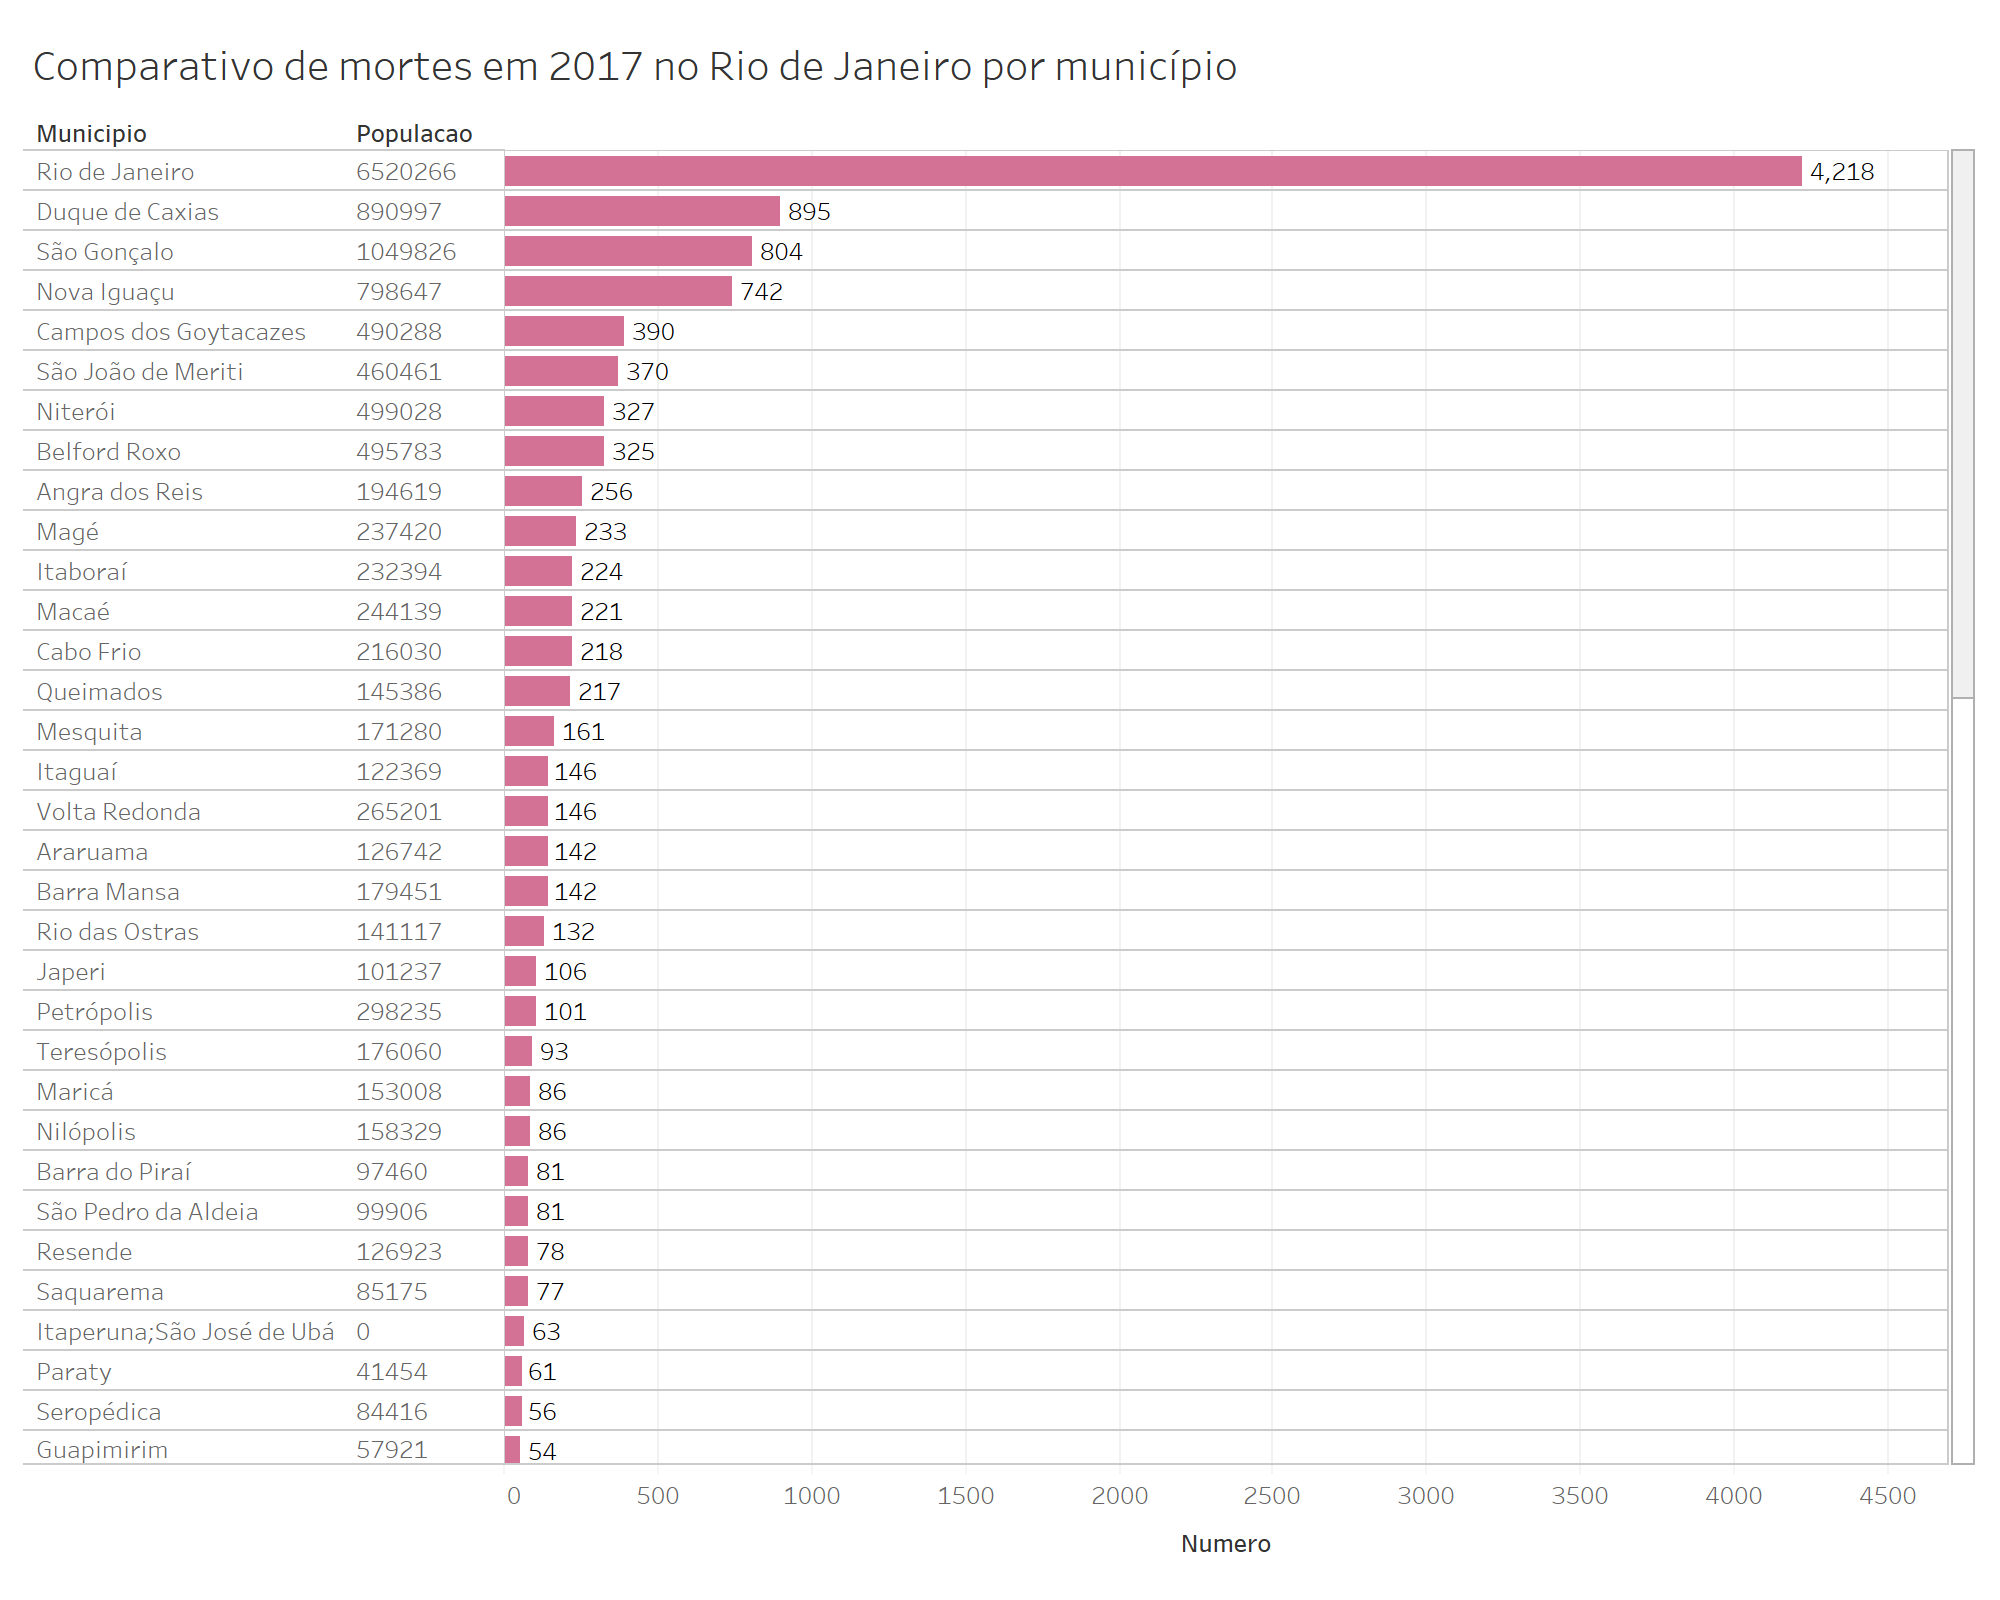 Comparativo de mortes em 2017 no Rio de Janeiro por município
Municipio Populacao
Rio de Janeiro 6520266 4,218
Duque de Caxias 890997 895
São Gonçalo 1049826 804
Nova Iguaçu 798647 742
Campos dos Goytacazes 490288 390
São João de Meriti 460461 370
Niterói 499028 327
Belford Roxo 495783 325
Angra dos Reis 194619 256
Magé 237420 233
Itaboraí 232394 224
Macaé 244139 221
Cabo Frio 216030 218
Queimados 145386 217
Mesquita 171280 161
Itaguaí 122369 146
Volta Redonda 265201 146
Araruama 126742 142
Barra Mansa 179451 142
Rio das Ostras 141117 132
Japeri 101237 106
Petrópolis 298235 101
Teresópolis 176060 93
Maricá 153008 86
Nilópolis 158329 86
Barra do Piraí 97460 81
São Pedro da Aldeia 99906 81
Resende 126923 78
Saquarema 85175 77
Itaperuna;São José de Ubá 0 63
Paraty 41454 61
Seropédica 84416 56
Guapimirim 57921 54
0 500 1000 1500 2000 2500 3000 3500 4000 4500
Numero